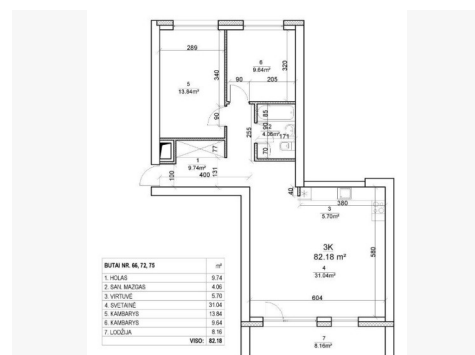 289
5
13.64m²
340
90
6
9.64m²
320
90
205
85
90
2
4.36m²
171
70
255
77
1
9.74m²
100
400
131
40
360
3
5.70m²
3K
82.18 m²
580
4
31.04m²
604
7
8.16m²
BUTAI NR. 66, 72, 75 m²
1. HOLAS 9.74
2. SAN. MAZGAS 4.06
3. VIRTUVĖ 5.70
4. SVETAINĖ 31.04
5. KAMBARYS 13.84
6. KAMBARYS 9.64
7. LODŽIJA 8.16
VISO: 82.18